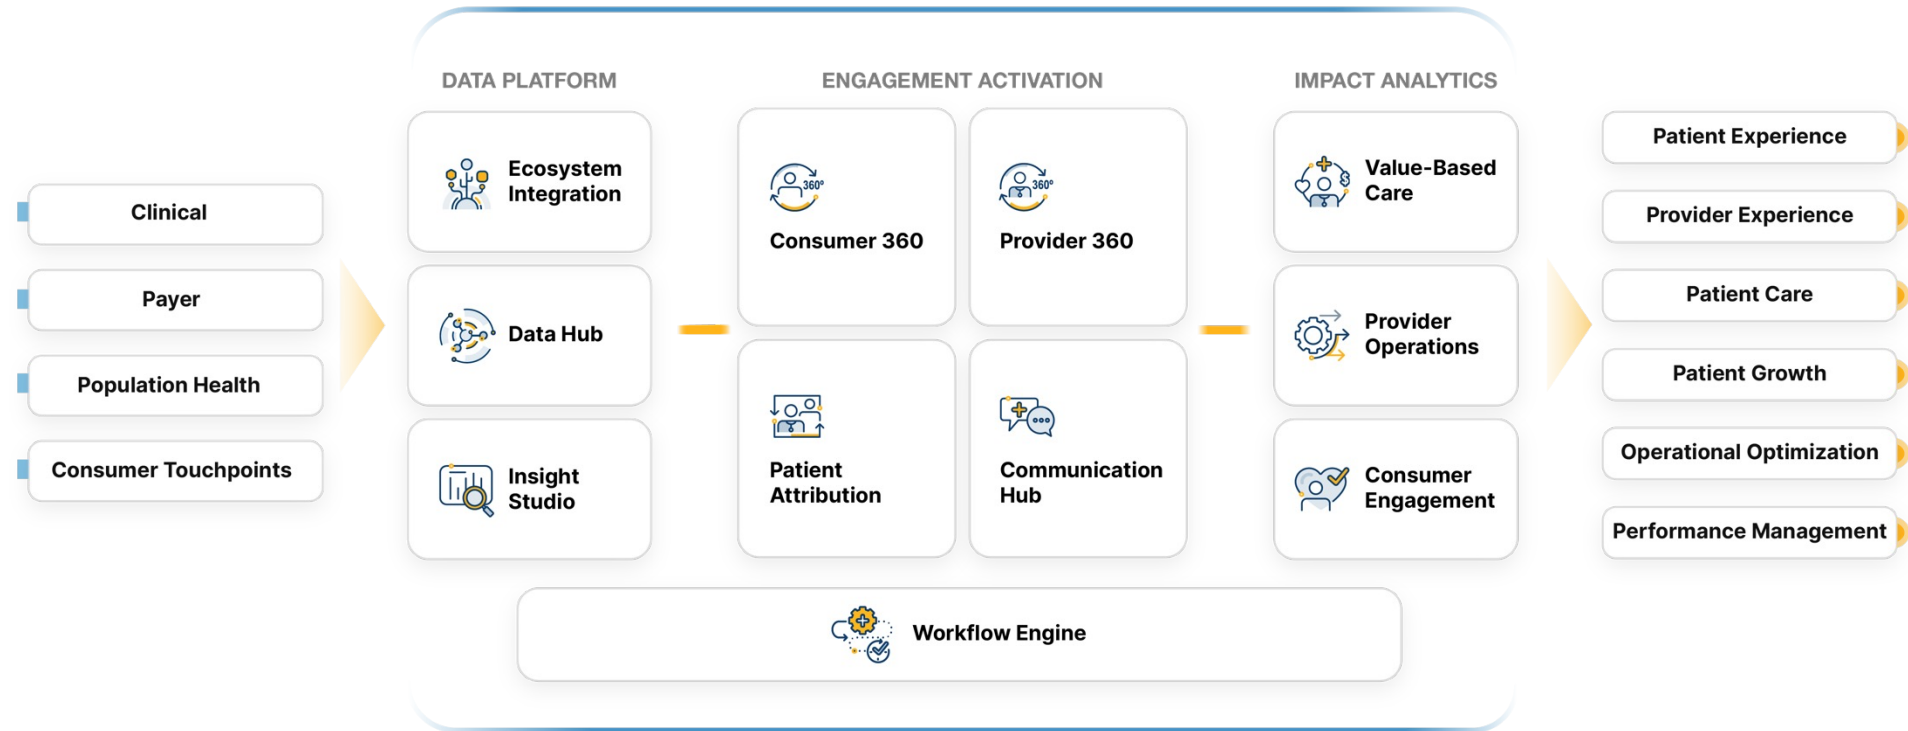 DATA PLATFORM
ENGAGEMENT ACTIVATION
IMPACT ANALYTICS
Clinical
Payer
Population Health
Consumer Touchpoints
Ecosystem
Integration
Data Hub
Insight
Studio
360°
Consumer 360
360°
Provider 360
Patient
Attribution
Communication
Hub
Value-Based
Care
Provider
Operations
Consumer
Engagement
Workflow Engine
Patient Experience
Provider Experience
Patient Care
Patient Growth
Operational Optimization
Performance Management